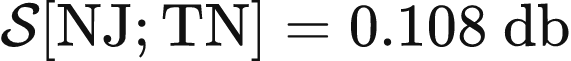 𝒮[NJ; TN] = 0.108 db